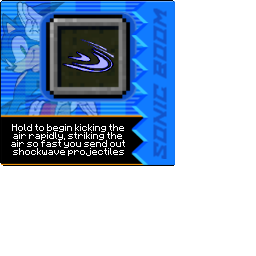 SONIC BOOM
Hold to begin kicking the
air rapidly, striking the
air so fast you send out
shockwave projectiles